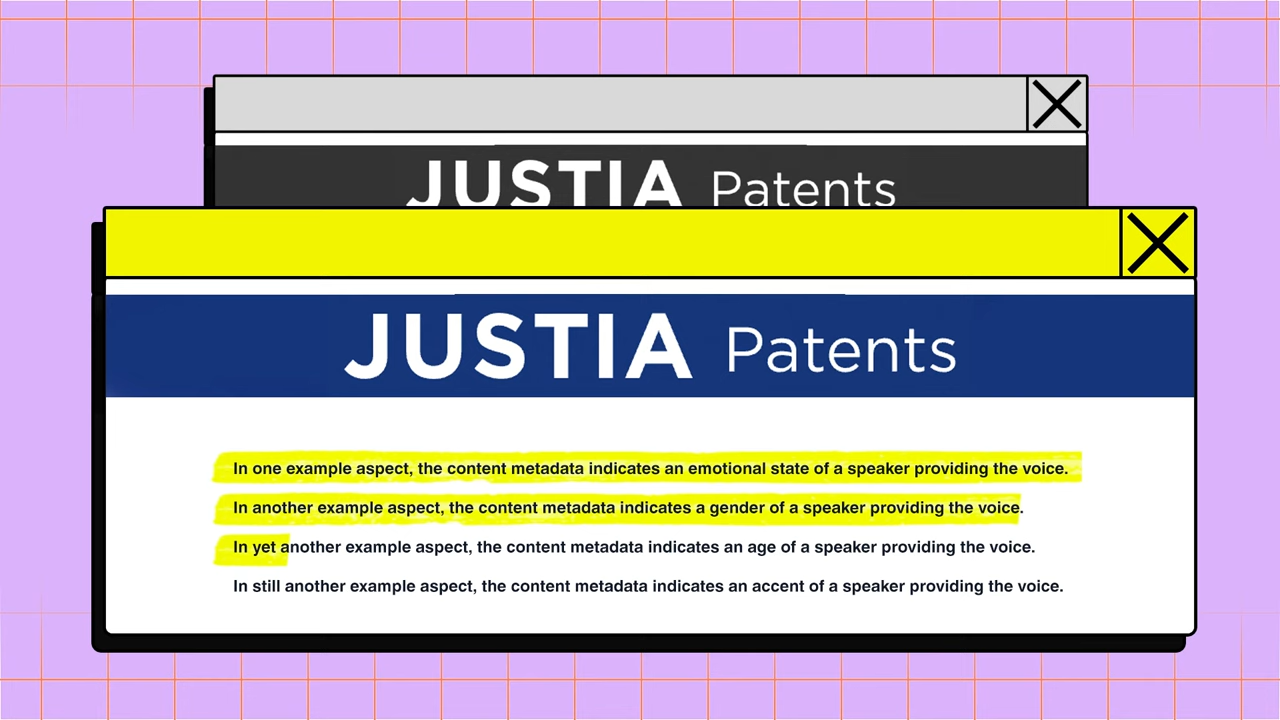 JUSTIA Patents
JUSTIA Patents
In one example aspect, the content metadata indicates an emotional state of a speaker providing the voice.
In another example aspect, the content metadata indicates a gender of a speaker providing the voice.
In yet another example aspect, the content metadata indicates an age of a speaker providing the voice.
In still another example aspect, the content metadata indicates an accent of a speaker providing the voice.